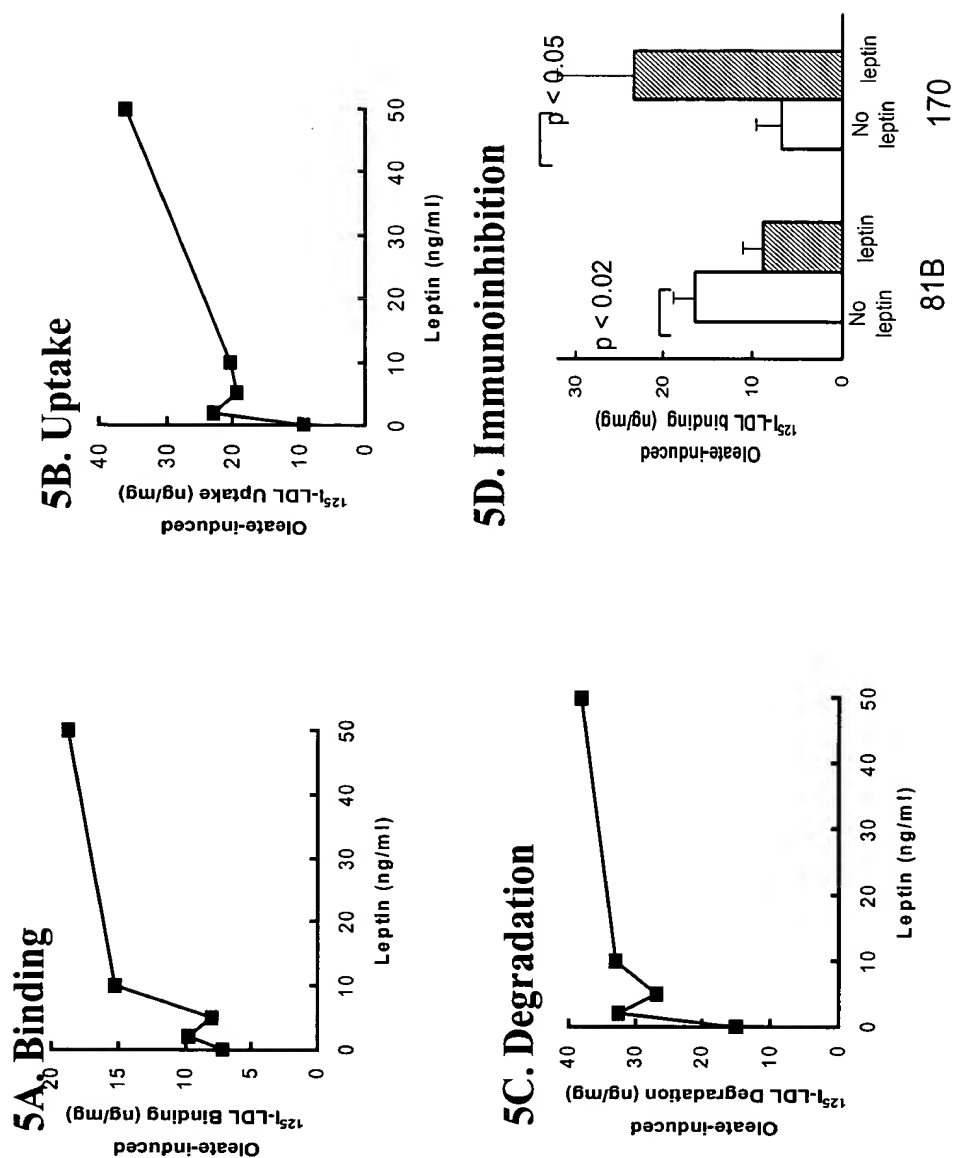 5A. Binding
Oleate-induced
125I-LDL Binding (ng/mg)
20
15
10
5
0
0 10 20 30 40 50
Leptin (ng/ml)
5B. Uptake
Oleate-induced
125I-LDL Uptake (ng/mg)
40
30
20
10
0
0 10 20 30 40 50
Leptin (ng/ml)
5C. Degradation
Oleate-induced
125I-LDL Degradation (ng/mg)
40
30
20
10
0
0 10 20 30 40 50
Leptin (ng/ml)
5D. Immunoinhibition
Oleate-induced
125I-LDL binding (ng/mg)
30
20
10
0
p < 0.02
p < 0.05
No leptin
leptin
No leptin
leptin
81B
170